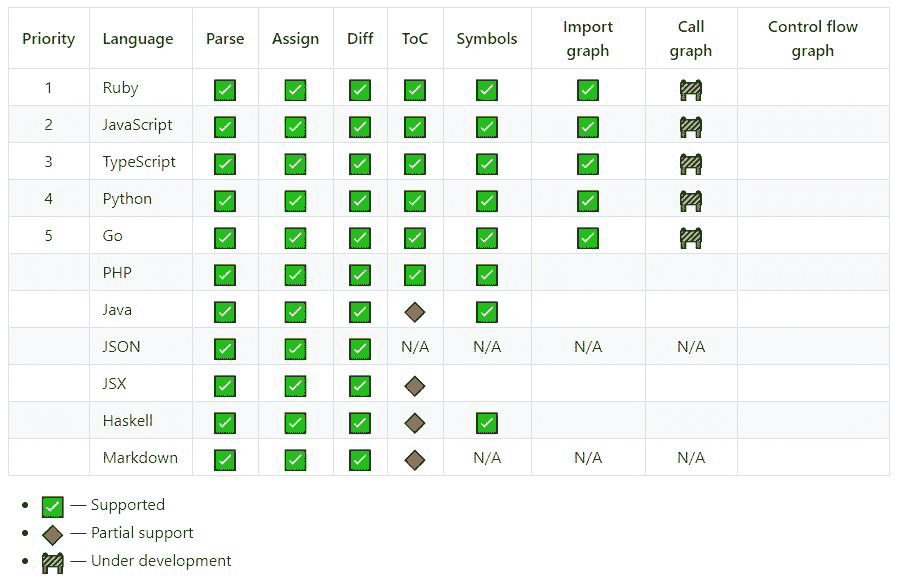 Priority Language Parse Assign Diff ToC Symbols Import graph Call graph Control flow graph
1 Ruby
2 JavaScript
3 TypeScript
4 Python
5 Go
PHP
Java
JSON N/A N/A N/A N/A
JSX
Haskell
Markdown N/A N/A N/A
— Supported
— Partial support
— Under development